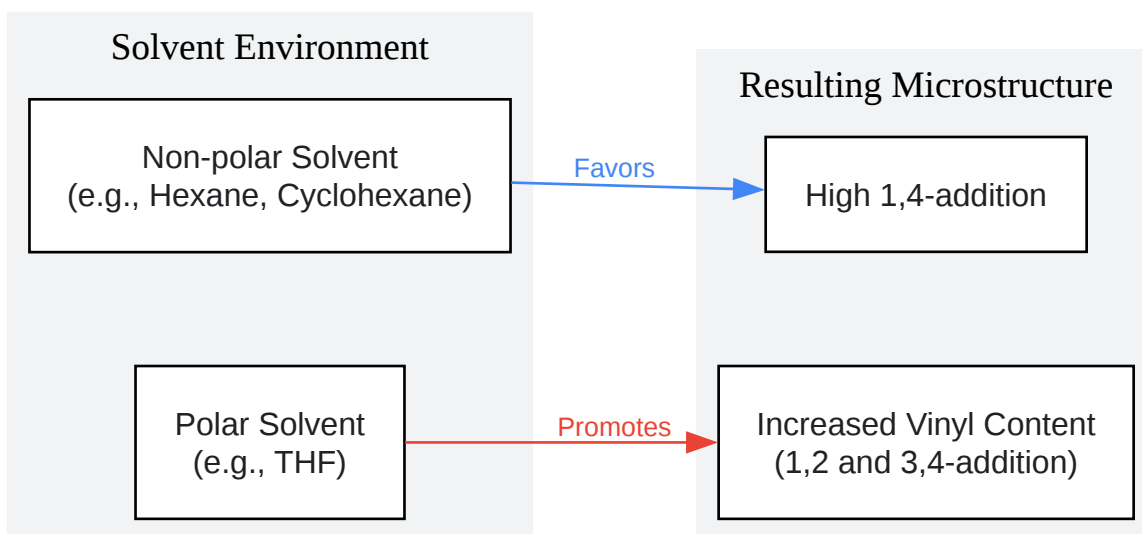 Solvent Environment
Non-polar Solvent
(e.g., Hexane, Cyclohexane)
Polar Solvent
(e.g., THF)
Favors
Promotes
Resulting Microstructure
High 1,4-addition
Increased Vinyl Content
(1,2 and 3,4-addition)